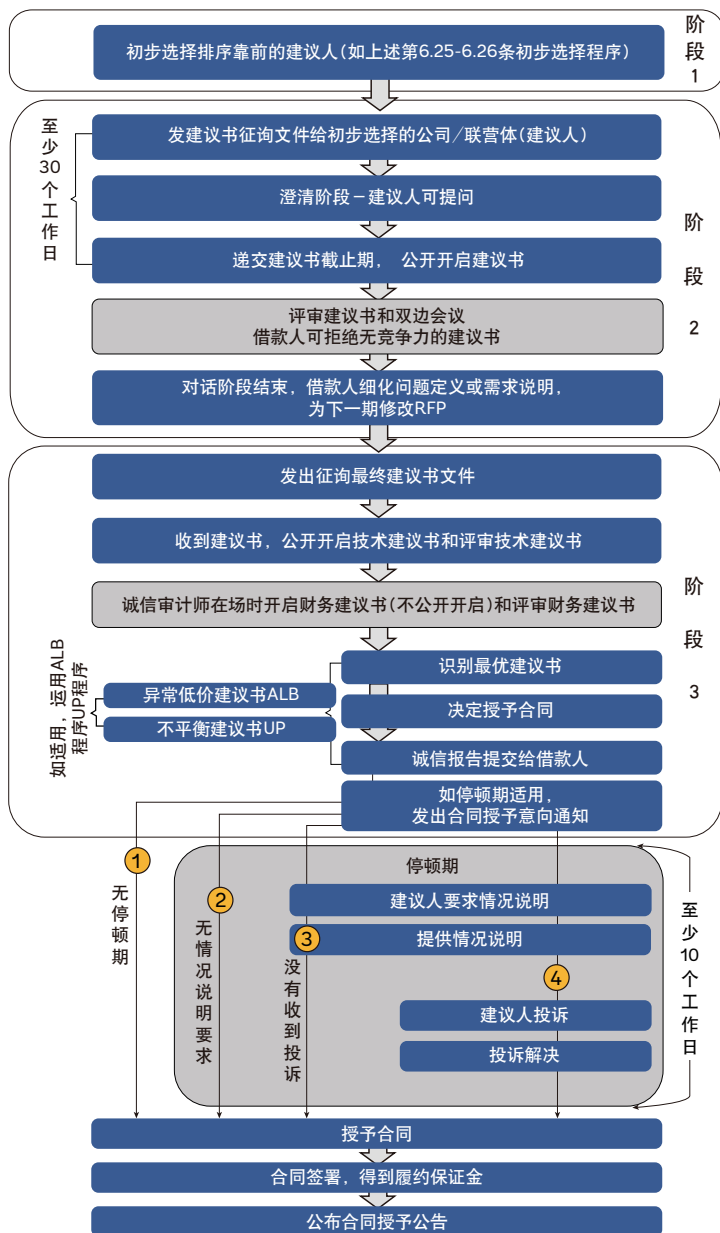 初步选择排序靠前的建议人(如上述第6.25-6.26条初步选择程序)
阶段1
至少30个工作日
发建议书征询文件给初步选择的公司/联营体(建议人)
澄清阶段－建议人可提问
递交建议书截止期， 公开开启建议书
评审建议书和双边会议
借款人可拒绝无竞争力的建议书
对话阶段结束，借款人细化问题定义或需求说明，
为下一期修改RFP
阶段2
发出征询最终建议书文件
收到建议书，公开开启技术建议书和评审技术建议书
诚信审计师在场时开启财务建议书(不公开开启)和评审财务建议书
阶段3
如适用，运用ALB
程序UP程序
异常低价建议书ALB
不平衡建议书UP
识别最优建议书
决定授予合同
诚信报告提交给借款人
如停顿期适用，
发出合同授予意向通知
1
无停顿期
2
无情况说明要求
停顿期
建议人要求情况说明
提供情况说明
3
没有收到投诉
4
建议人投诉
投诉解决
至少10个工作日
授予合同
合同签署，得到履约保证金
公布合同授予公告